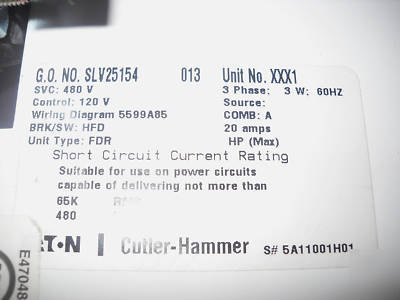 G.O. NO. SLV25154 013 Unit No. XXX1
SVC: 480 V 3 Phase; 3 W; 60HZ
Control: 120 V Source:
Wiring Diagram 5599A85 COMB: A
BRK/SW: HFD 20 amps
Unit Type: FDR HP (Max)
Short Circuit Current Rating
Suitable for use on power circuits
capable of delivering not more than
65K
480
E·T•N Cutler-Hammer S# 5A11001H01
E47048